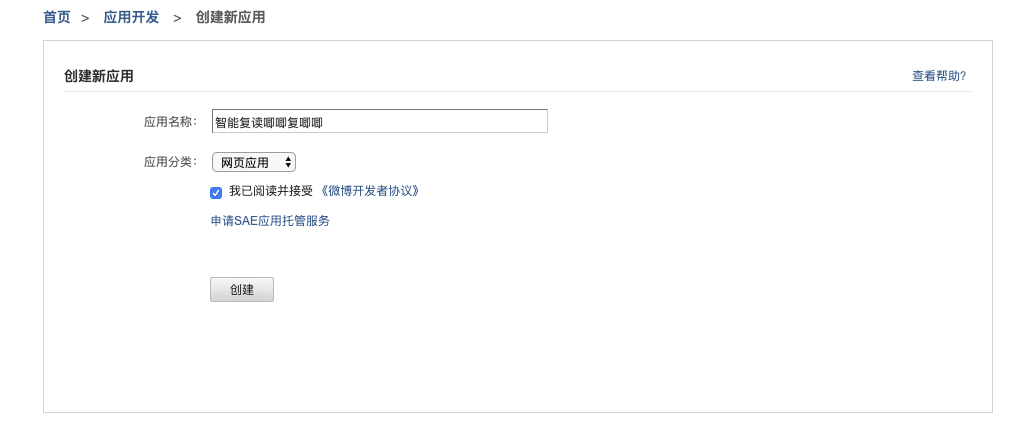 首页 > 应用开发 > 创建新应用
创建新应用 查看帮助?
应用名称: 智能复读唧唧复唧唧
应用分类: 网页应用
我已阅读并接受 《微博开发者协议》
申请SAE应用托管服务
创建